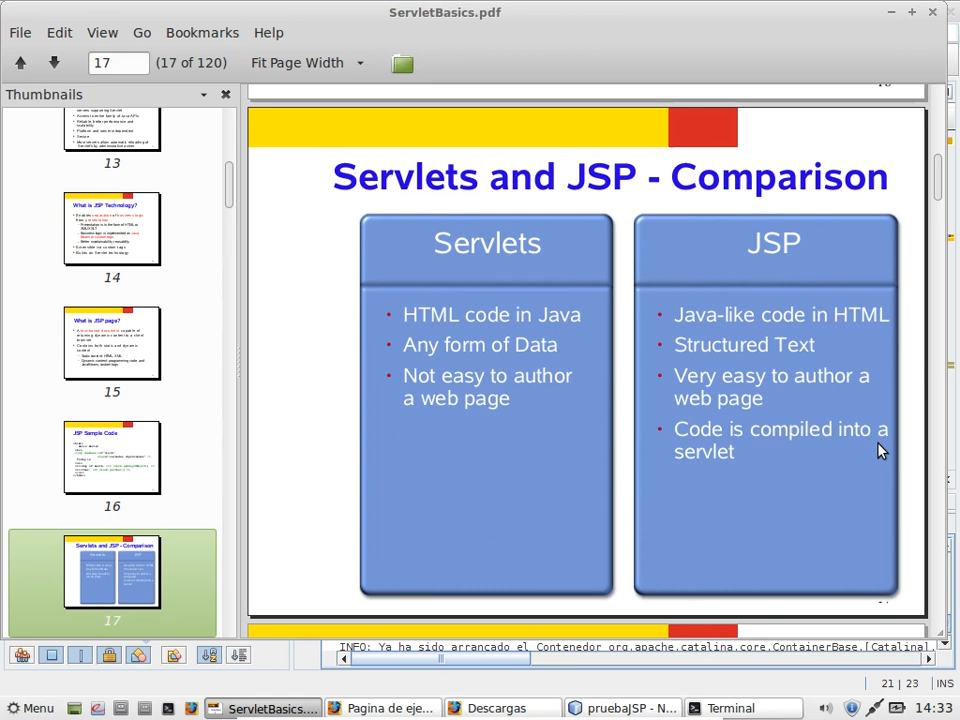 ServletBasics.pdf
File Edit View Go Bookmarks Help
17 (17 of 120) Fit Page Width
Thumbnails
13
What is JSP Technology?
14
What is JSP page?
15
JSP Sample Code
16
Servlets and JSP - Comparison
17
Servlets and JSP - Comparison
Servlets
• HTML code in Java
• Any form of Data
• Not easy to author
a web page
JSP
• Java-like code in HTML
• Structured Text
• Very easy to author a
web page
• Code is compiled into a
servlet
INFO: Ya ha sido arrancado el Contenedor org.apache.catalina.core.ContainerBase.[Catalina].
21 | 23 INS
Menu ServletBasics.... Pagina de eje... Descargas pruebaJSP - N... Terminal 14:33